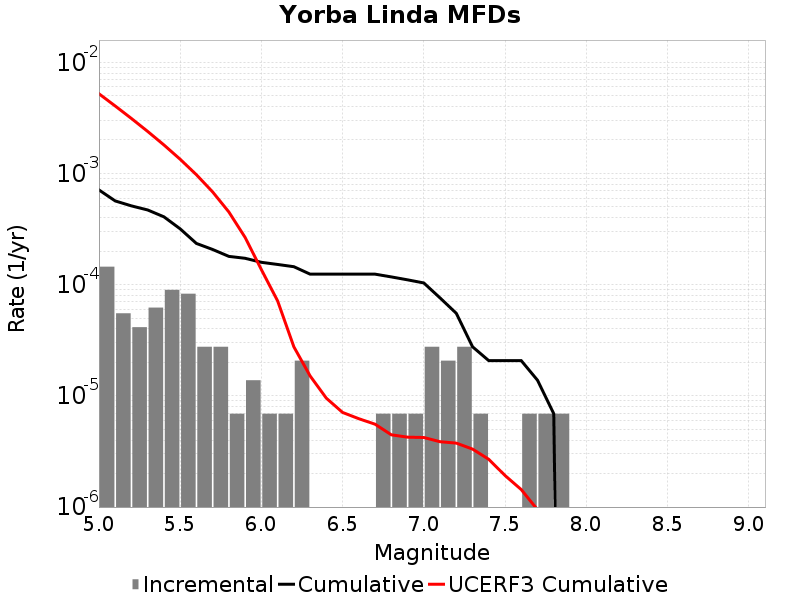 Yorba Linda MFDs
Rate (1/yr)
10-2
10-3
10-4
10-5
10-6
5.0 5.5 6.0 6.5 7.0 7.5 8.0 8.5 9.0
Magnitude
Incremental Cumulative UCERF3 Cumulative